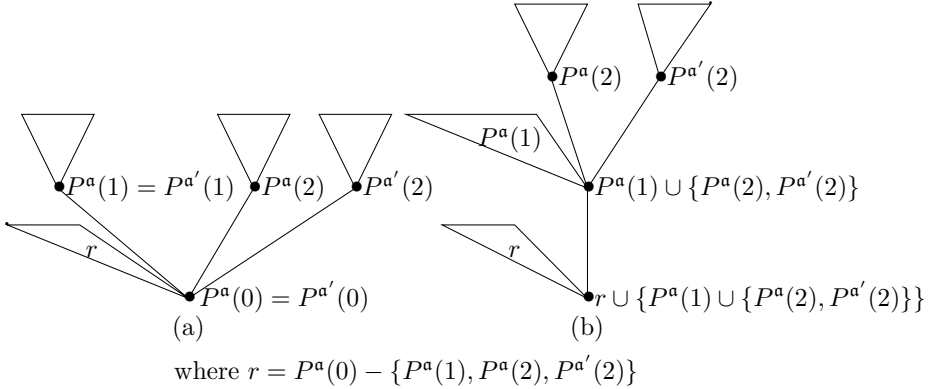 P^𝔞(2) P^𝔞′(2)
P^𝔞(1)
P^𝔞(1) = P^𝔞′(1) P^𝔞(2) P^𝔞′(2) P^𝔞(1) ∪ {P^𝔞(2), P^𝔞′(2)}
r r
P^𝔞(0) = P^𝔞′(0) r ∪ {P^𝔞(1) ∪ {P^𝔞(2), P^𝔞′(2)}}
(a) (b)
where r = P^𝔞(0) − {P^𝔞(1), P^𝔞(2), P^𝔞′(2)}